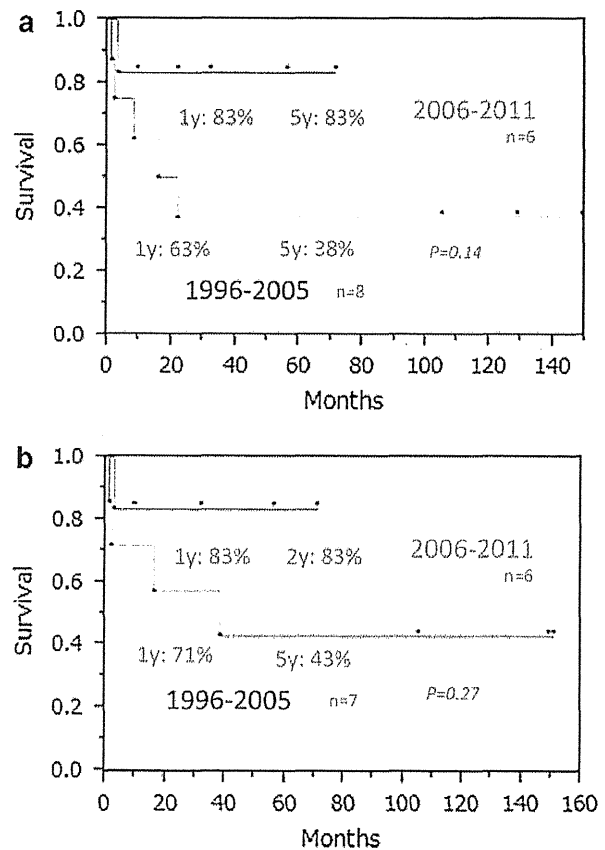 a
1.0
0.8
0.6
0.4
0.2
0.0
Survival
1y: 83% 5y: 83%
2006-2011
n=6
1y: 63% 5y: 38%
P=0.14
1996-2005 n=8
0 20 40 60 80 100 120 140
Months
b
1.0
0.8
0.6
0.4
0.2
0.0
Survival
1y: 83% 2y: 83%
2006-2011
n=6
1y: 71% 5y: 43%
P=0.27
1996-2005 n=7
0 20 40 60 80 100 120 140 160
Months